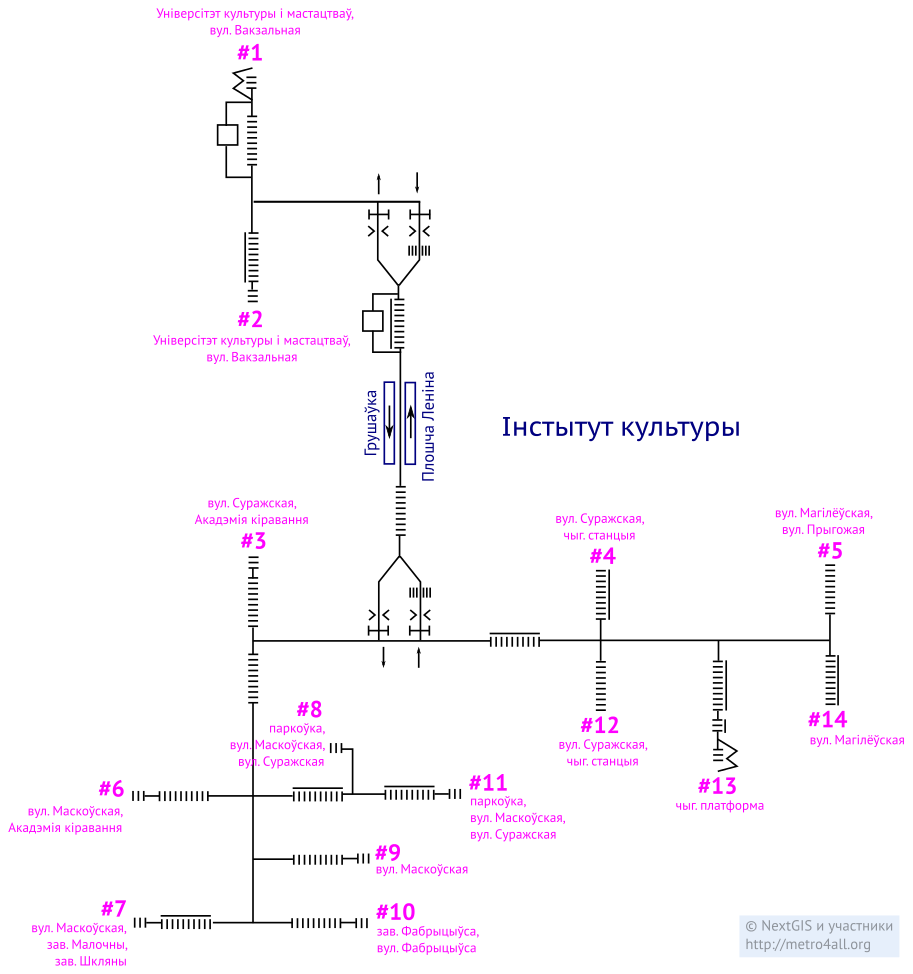 Універсітэт культуры і мастацтваў,
вул. Вакзальная
#1
#2
Універсітэт культуры і мастацтваў,
вул. Вакзальная
Грушаўка
Плошча Леніна
Інстытут культуры
вул. Суражская,
Акадэмія кіравання
#3
вул. Суражская,
чыг. станцыя
#4
вул. Магілёўская,
вул. Прыгожая
#5
#8
паркоўка,
вул. Маскоўская,
вул. Суражская
#12
вул. Суражская,
чыг. станцыя
#14
вул. Магілёўская
#13
чыг. платформа
#6
вул. Маскоўская,
Акадэмія кіравання
#11
паркоўка,
вул. Маскоўская,
вул. Суражская
#9
вул. Маскоўская
#7
вул. Маскоўская,
зав. Малочны,
зав. Шкляны
#10
зав. Фабрыцыўса,
вул. Фабрыцыўса
© NextGIS и участники
http://metro4all.org